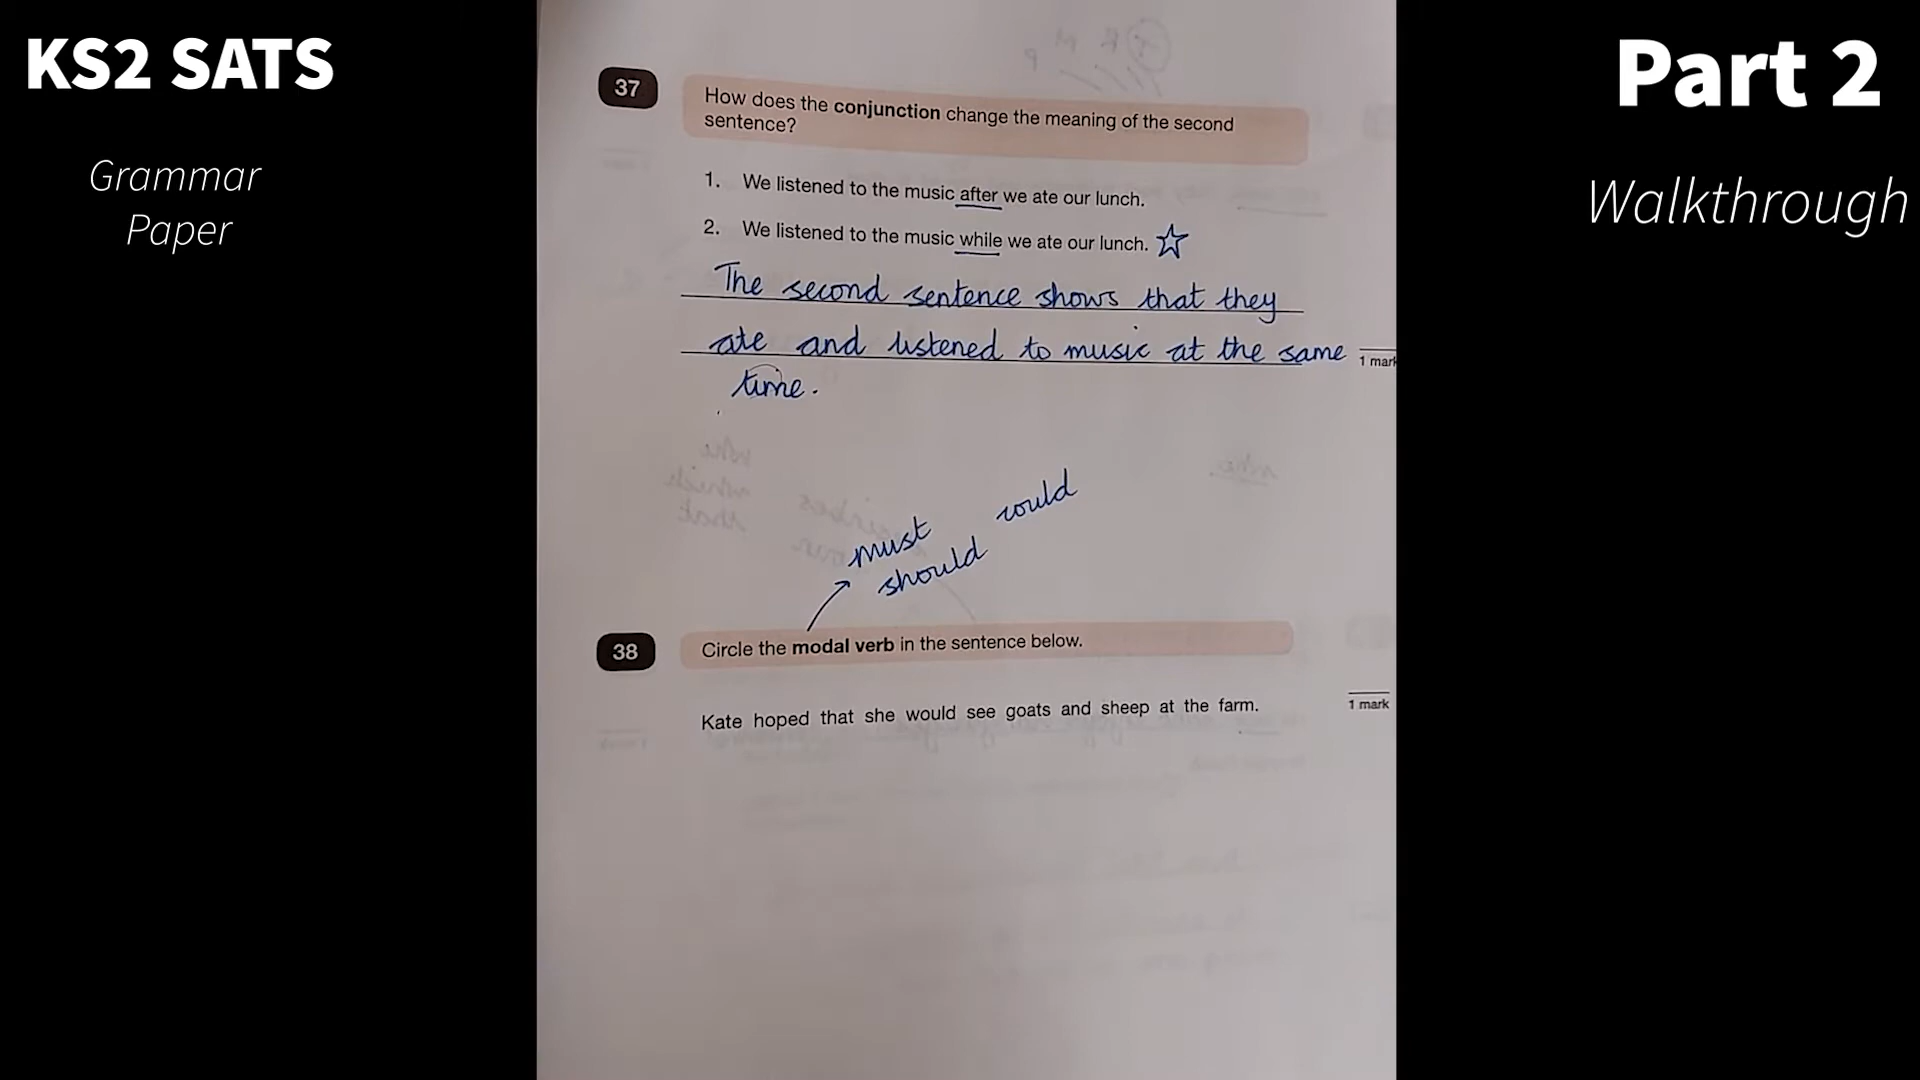 KS2 SATS
Grammar
Paper
Part 2
Walkthrough
37
How does the conjunction change the meaning of the second
sentence?
1. We listened to the music after we ate our lunch.
2. We listened to the music while we ate our lunch.
The second sentence shows that they
ate and listened to music at the same
time.
1 mark
must
should
could
38
Circle the modal verb in the sentence below.
Kate hoped that she would see goats and sheep at the farm.
1 mark